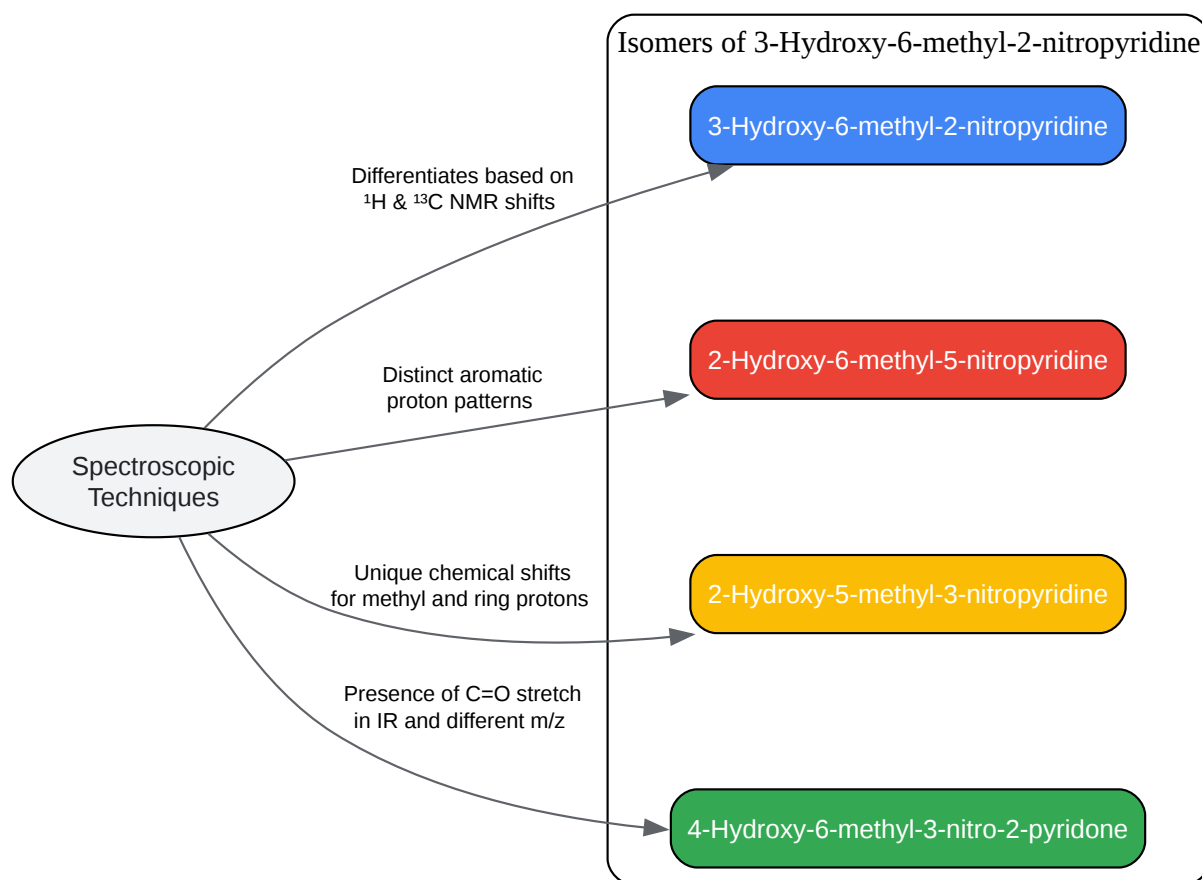 Isomers of 3-Hydroxy-6-methyl-2-nitropyridine
3-Hydroxy-6-methyl-2-nitropyridine
Differentiates based on
¹H & ¹³C NMR shifts
2-Hydroxy-6-methyl-5-nitropyridine
Distinct aromatic
proton patterns
Spectroscopic
Techniques
Unique chemical shifts
for methyl and ring protons
2-Hydroxy-5-methyl-3-nitropyridine
Presence of C=O stretch
in IR and different m/z
4-Hydroxy-6-methyl-3-nitro-2-pyridone